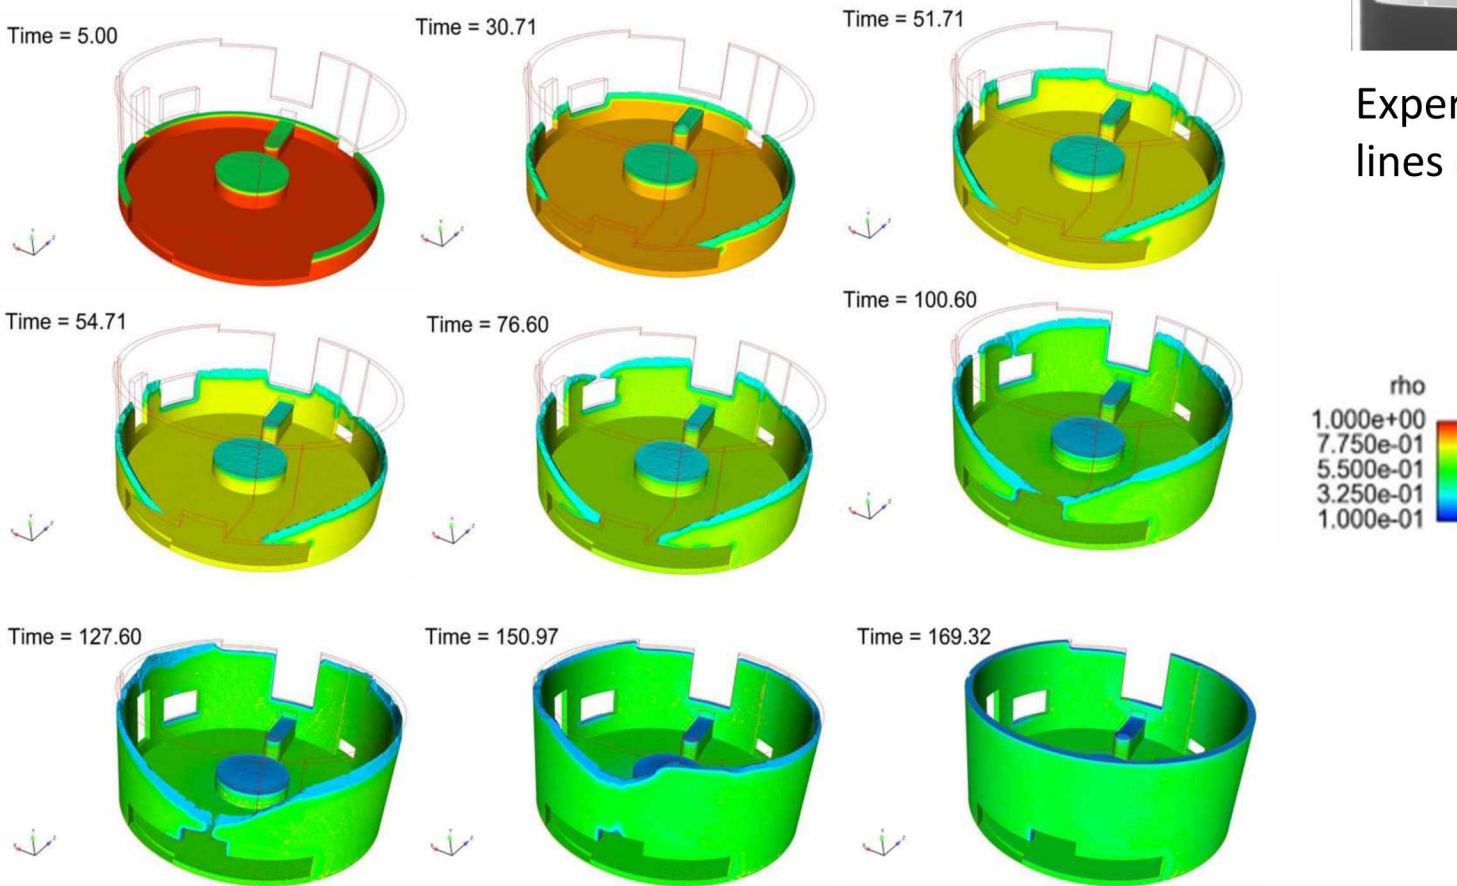 Time = 5.00
Time = 30.71
Time = 51.71
Time = 54.71
Time = 76.60
Time = 100.60
Time = 127.60
Time = 150.97
Time = 169.32
lines
rho
1.000e+00
7.750e-01
5.500e-01
3.250e-01
1.000e-01